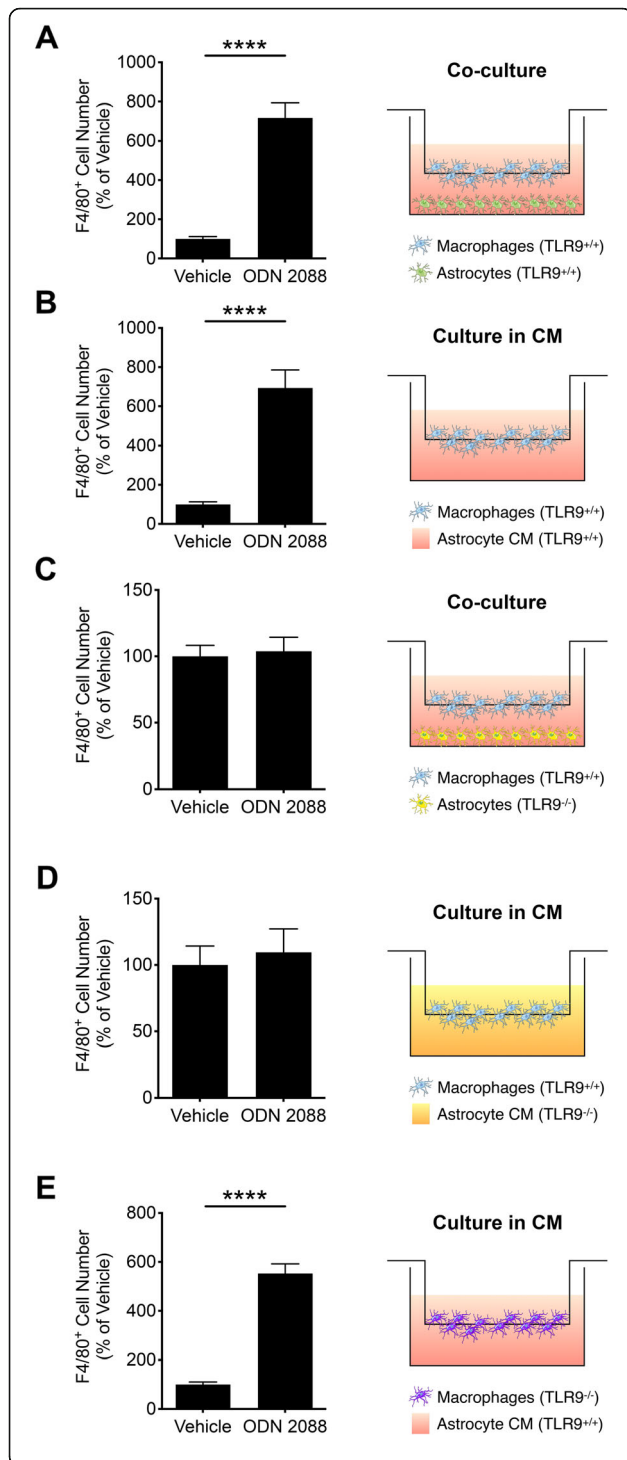 A
F4/80⁺ Cell Number
(% of Vehicle)
1000
800
600
400
200
0
****
Vehicle
ODN 2088
Co-culture
Macrophages (TLR9⁺/⁺)
Astrocytes (TLR9⁺/⁺)
B
F4/80⁺ Cell Number
(% of Vehicle)
1000
800
600
400
200
0
****
Vehicle
ODN 2088
Culture in CM
Macrophages (TLR9⁺/⁺)
Astrocyte CM (TLR9⁺/⁺)
C
F4/80⁺ Cell Number
(% of Vehicle)
150
100
50
0
Vehicle
ODN 2088
Co-culture
Macrophages (TLR9⁺/⁺)
Astrocytes (TLR9⁻/⁻)
D
F4/80⁺ Cell Number
(% of Vehicle)
150
100
50
0
Vehicle
ODN 2088
Culture in CM
Macrophages (TLR9⁺/⁺)
Astrocyte CM (TLR9⁻/⁻)
E
F4/80⁺ Cell Number
(% of Vehicle)
800
600
400
200
0
****
Vehicle
ODN 2088
Culture in CM
Macrophages (TLR9⁻/⁻)
Astrocyte CM (TLR9⁺/⁺)